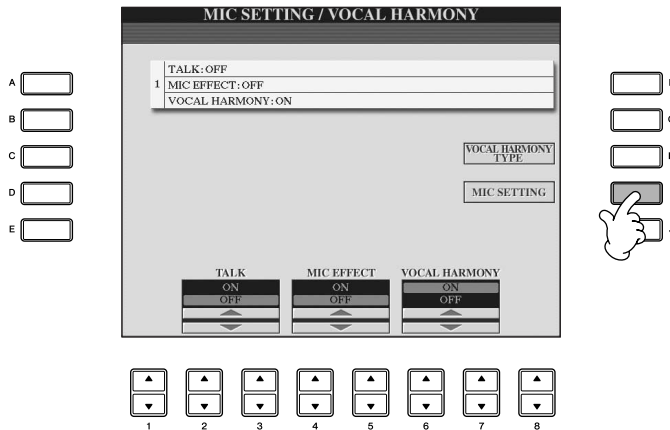 MIC SETTING / VOCAL HARMONY
TALK:OFF
1 MIC EFFECT:OFF
VOCAL HARMONY:ON
A
B
C
D
E
VOCAL HARMONY
TYPE
MIC SETTING
TALK MIC EFFECT VOCAL HARMONY
ON ON ON
OFF OFF OFF
1 2 3 4 5 6 7 8